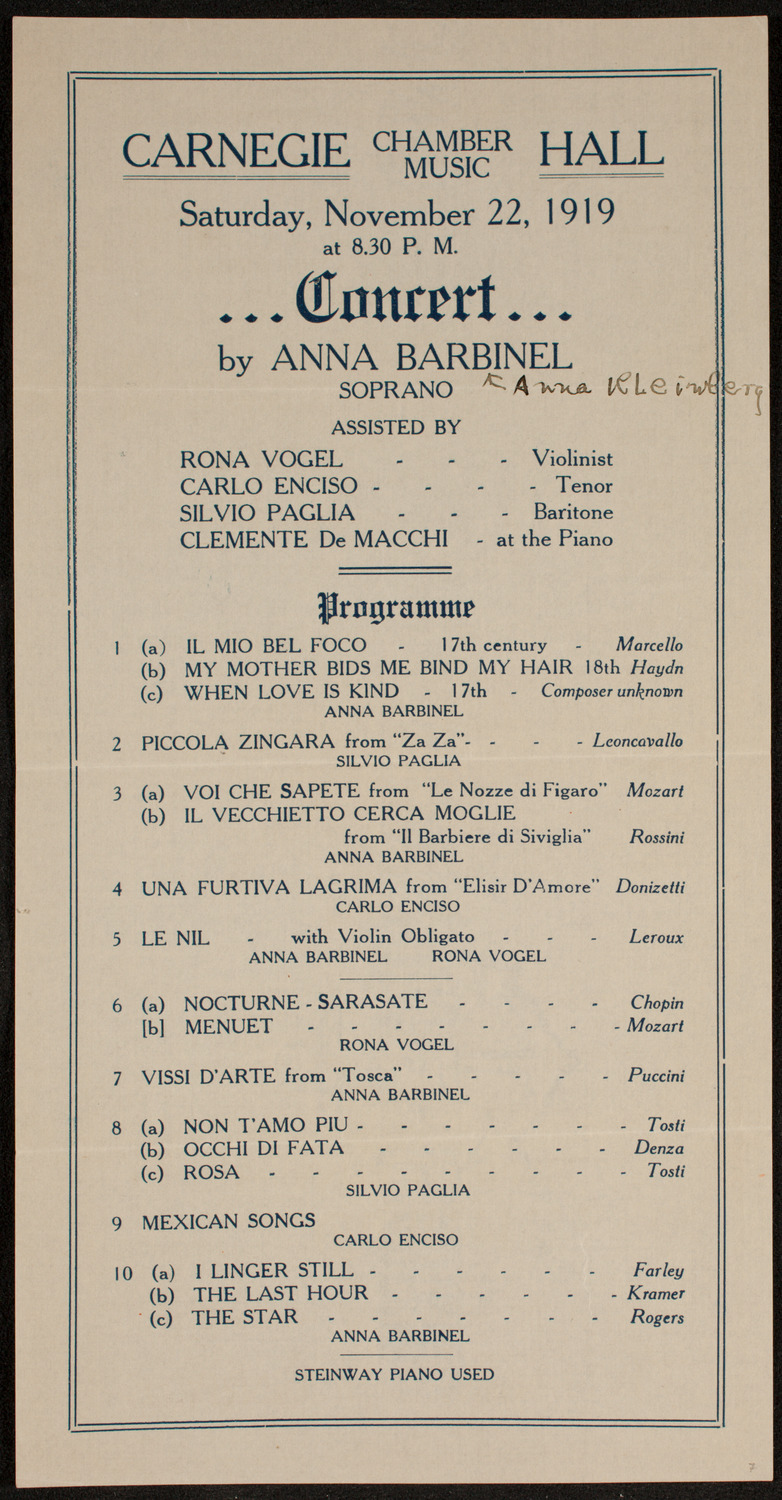 CARNEGIE CHAMBER MUSIC HALL
Saturday, November 22, 1919
at 8.30 P. M.
...Concert...
by ANNA BARBINEL
SOPRANO Anna Kleinberg
ASSISTED BY
RONA VOGEL - - - Violinist
CARLO ENCISO - - - - Tenor
SILVIO PAGLIA - - - Baritone
CLEMENTE De MACCHI - at the Piano
Programme
1 (a) IL MIO BEL FOCO - 17th century - Marcello
(b) MY MOTHER BIDS ME BIND MY HAIR 18th Haydn
(c) WHEN LOVE IS KIND - 17th - Composer unknown
ANNA BARBINEL
2 PICCOLA ZINGARA from "Za Za"- - - - Leoncavallo
SILVIO PAGLIA
3 (a) VOI CHE SAPETE from "Le Nozze di Figaro" Mozart
(b) IL VECCHIETTO CERCA MOGLIE
from "Il Barbiere di Siviglia" Rossini
ANNA BARBINEL
4 UNA FURTIVA LAGRIMA from "Elisir D'Amore" Donizetti
CARLO ENCISO
5 LE NIL - with Violin Obligato - - - Leroux
ANNA BARBINEL RONA VOGEL
6 (a) NOCTURNE - SARASATE - - - - Chopin
[b] MENUET - - - - - - - - Mozart
RONA VOGEL
7 VISSI D'ARTE from "Tosca" - - - - - Puccini
ANNA BARBINEL
8 (a) NON T'AMO PIU - - - - - - - Tosti
(b) OCCHI DI FATA - - - - - - Denza
(c) ROSA - - - - - - - - - Tosti
SILVIO PAGLIA
9 MEXICAN SONGS
CARLO ENCISO
10 (a) I LINGER STILL - - - - - - Farley
(b) THE LAST HOUR - - - - - - Kramer
(c) THE STAR - - - - - - - Rogers
ANNA BARBINEL
STEINWAY PIANO USED
7